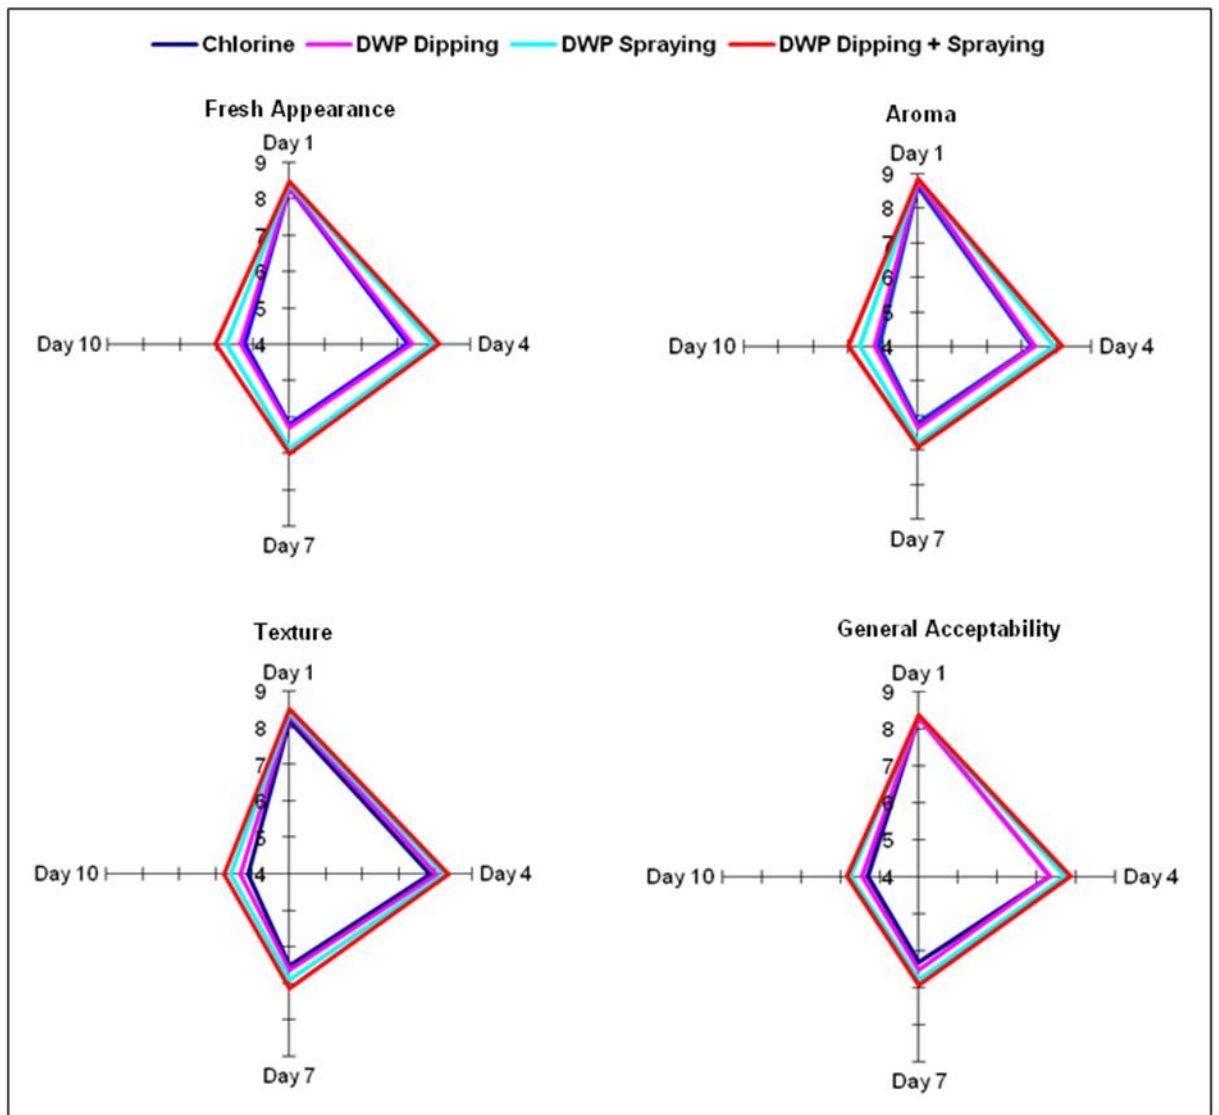 Chlorine DWP Dipping DWP Spraying DWP Dipping + Spraying
Fresh Appearance
Day 1
9
8
7
6
5
Day 10 4 Day 4
Day 7
Aroma
Day 1
9
8
7
6
5
Day 10 4 Day 4
Day 7
Texture
Day 1
9
8
7
6
5
Day 10 4 Day 4
Day 7
General Acceptability
Day 1
9
8
7
6
5
Day 10 4 Day 4
Day 7